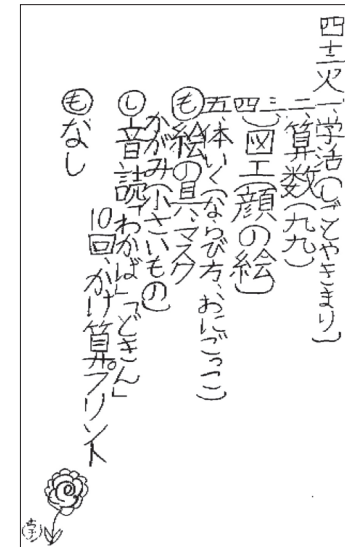 四十三火一、学活(しごとやきまり)
二、算数(九九)
三、
四、図工(顔の絵)
五、体いく(ならび方、おにごっこ)
も 絵の具、マスク
かがみ(小さいもの)
し 音読「わかば」「どきん」
10回、かけ算プリント
も なし